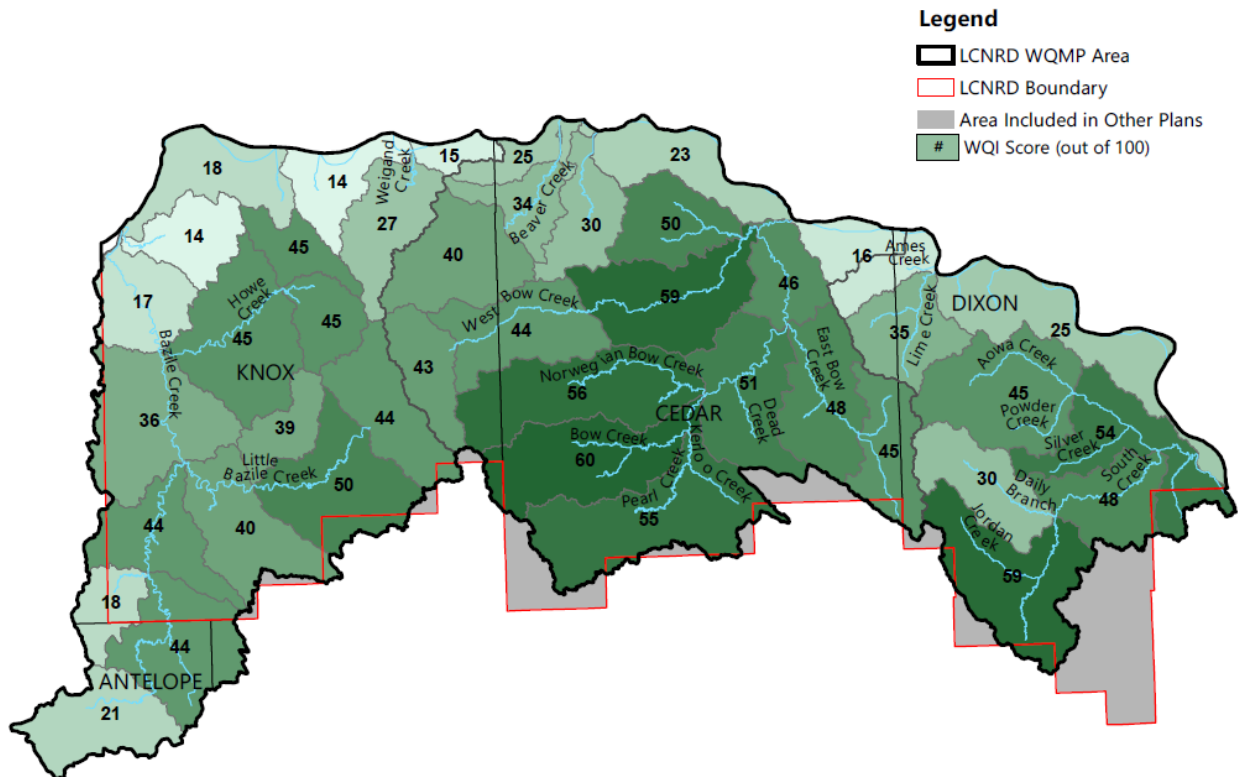 Legend
LCNRD WQMP Area
LCNRD Boundary
Area Included in Other Plans
# WQI Score (out of 100)
18
14
Weigand
Creek
15
25
23
14
27
34
Beaver Creek
30
50
45
40
16
Ames
Creek
17
Howe
Creek
45
45
West Bow Creek
44
59
46
35
Lime Creek
DIXON
25
Bazile Creek
KNOX
43
Norwegian Bow Creek
56
51
East Bow
Creek
48
Aowa Creek
45
Powder
Creek
36
39
44
CEDAR
Dead
Creek
54
Silver
Creek
Little
Bazile Creek
50
Bow Creek
60
45
30
Daily
Branch
South
Creek
48
44
40
Pearl Creek
55
Jordan
Creek
59
18
44
ANTELOPE
21